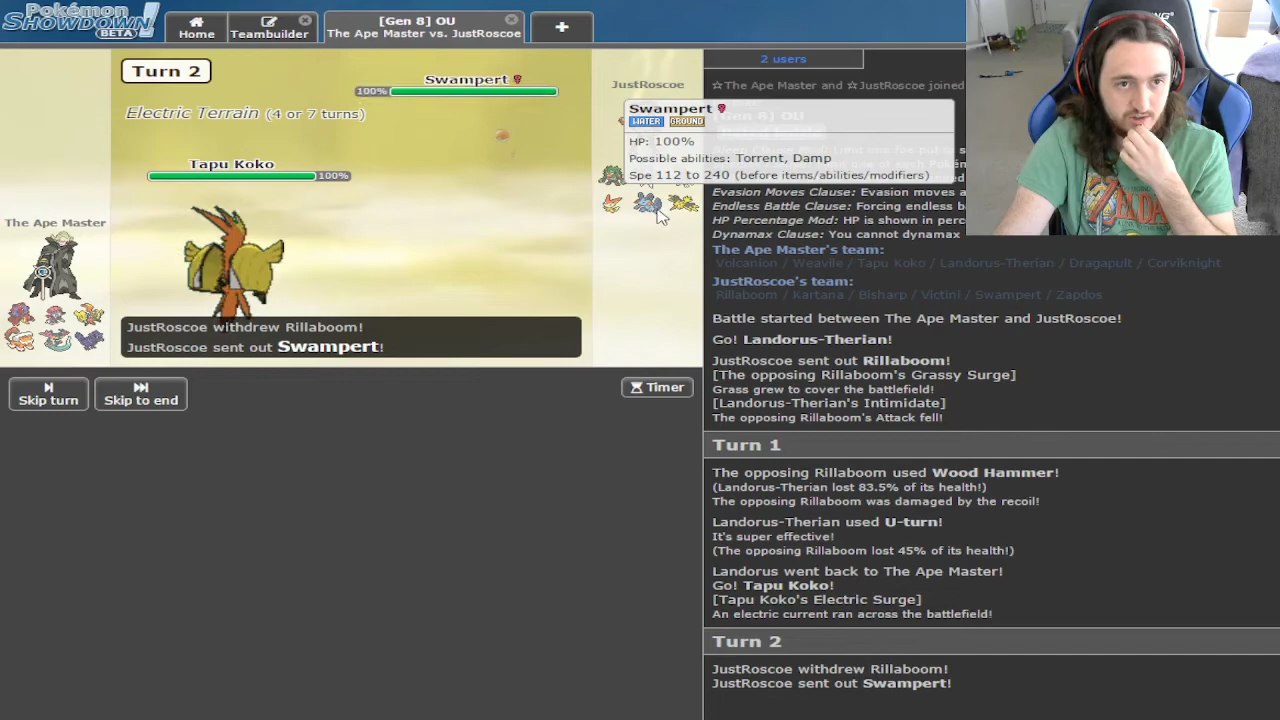 Pokémon
SHOWDOWN!
BETA
Home
Teambuilder
[Gen 8] OU
The Ape Master vs. JustRoscoe
+
Turn 2
Electric Terrain (4 or 7 turns)
Swampert
100%
Tapu Koko
100%
The Ape Master
JustRoscoe
JustRoscoe withdrew Rillaboom!
JustRoscoe sent out Swampert!
Swampert
WATER GROUND
HP: 100%
Possible abilities: Torrent, Damp
Spe 112 to 240 (before items/abilities/modifiers)
Skip turn
Skip to end
Timer
2 users
☆The Ape Master and ☆JustRoscoe joined
Evasion Moves Clause: Evasion moves a
Endless Battle Clause: Forcing endless b
HP Percentage Mod: HP is shown in perc
Dynamax Clause: You cannot dynamax
The Ape Master's team:
Volcanion / Weavile / Tapu Koko / Landorus-Therian / Dragapult / Corviknight
JustRoscoe's team:
Rillaboom / Kartana / Bisharp / Victini / Swampert / Zapdos
Battle started between The Ape Master and JustRoscoe!
Go! Landorus-Therian!
JustRoscoe sent out Rillaboom!
[The opposing Rillaboom's Grassy Surge]
Grass grew to cover the battlefield!
[Landorus-Therian's Intimidate]
The opposing Rillaboom's Attack fell!
Turn 1
The opposing Rillaboom used Wood Hammer!
(Landorus-Therian lost 83.5% of its health!)
The opposing Rillaboom was damaged by the recoil!
Landorus-Therian used U-turn!
It's super effective!
(The opposing Rillaboom lost 45% of its health!)
Landorus went back to The Ape Master!
Go! Tapu Koko!
[Tapu Koko's Electric Surge]
An electric current ran across the battlefield!
Turn 2
JustRoscoe withdrew Rillaboom!
JustRoscoe sent out Swampert!